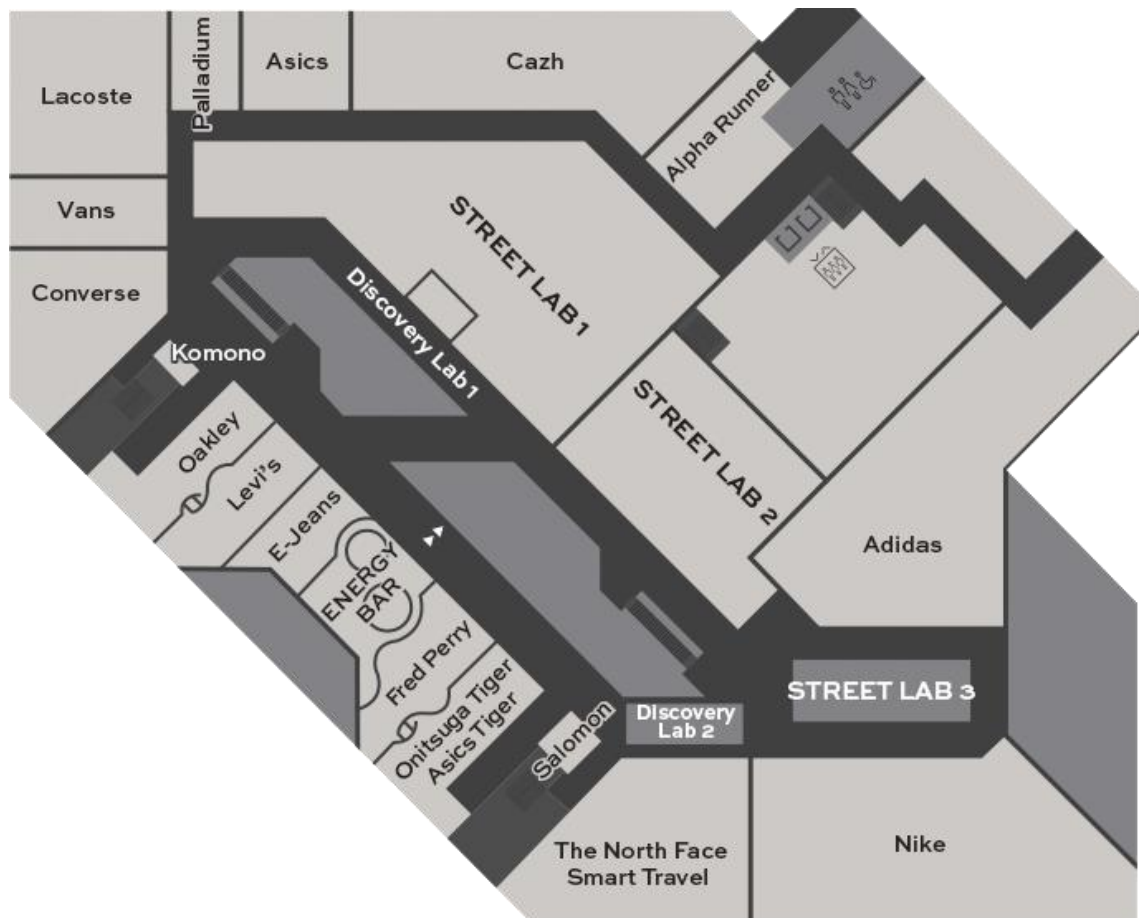 Lacoste
Palladium
Asics
Cazh
Alpha Runner
Vans
Converse
STREET LAB 1
Discovery Lab 1
Komono
Oakley
Levi's
E-Jeans
ENERGY
BAR
STREET LAB 2
Adidas
Fred Perry
Onitsuga Tiger
Asics Tiger
Salomon
Discovery
Lab 2
STREET LAB 3
The North Face
Smart Travel
Nike